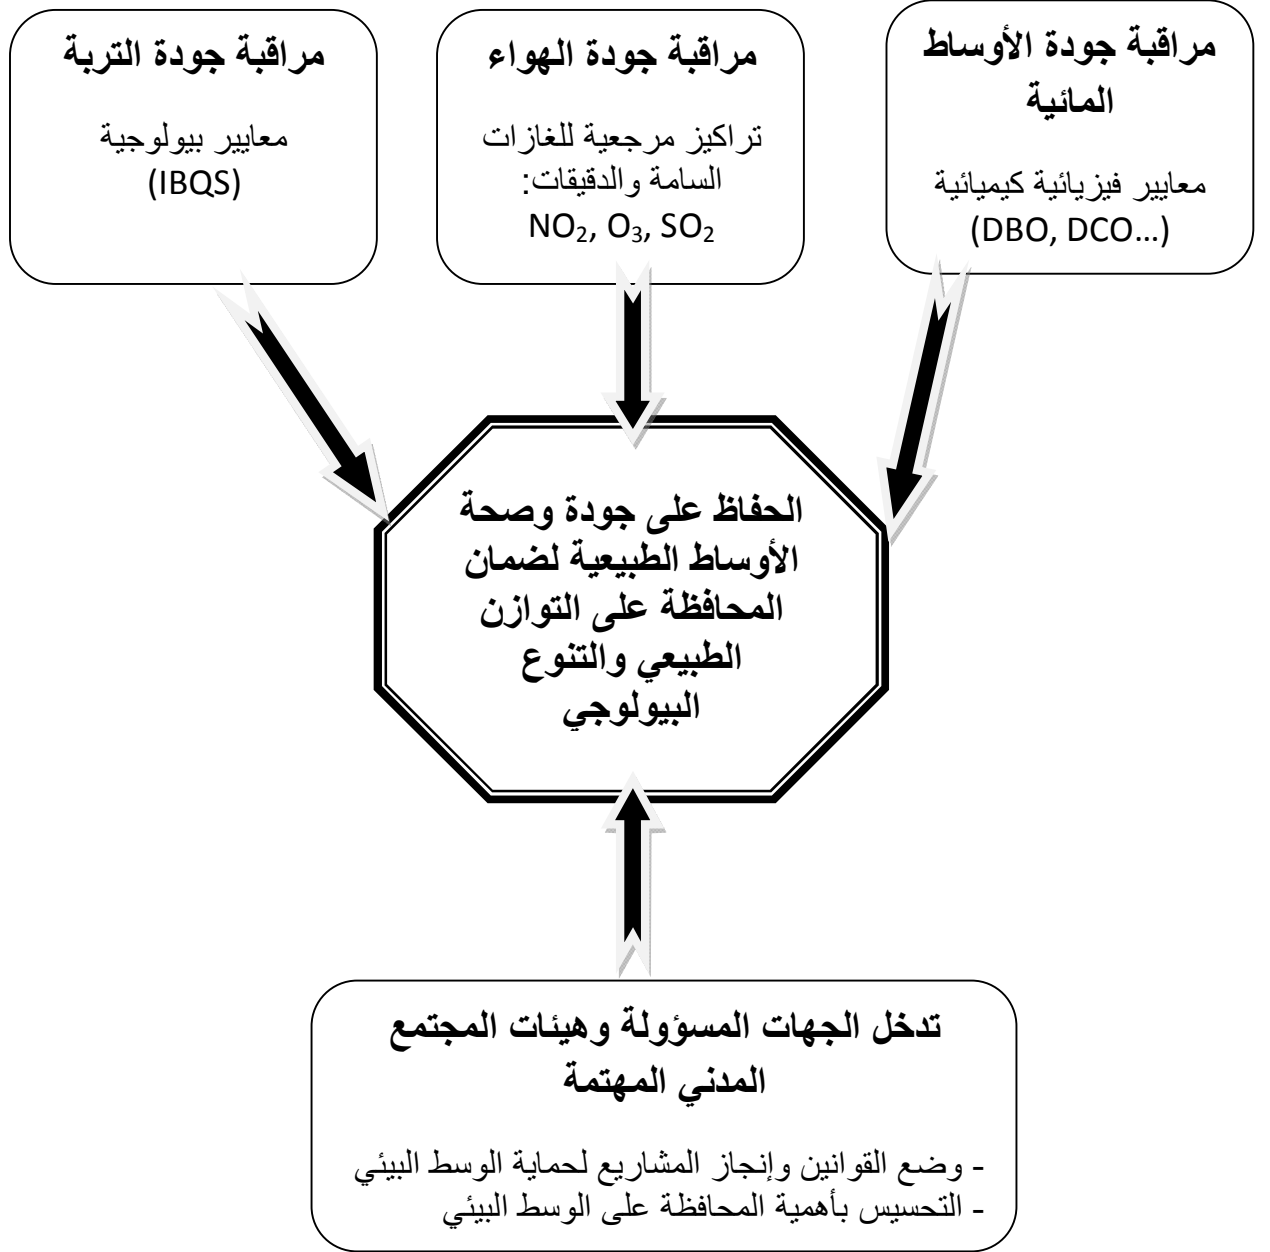 مراقبة جودة الأوساط
المائية
معايير فيزيائية كيميائية
(DBO, DCO…)
مراقبة جودة الهواء
تراكيز مرجعية للغازات
السامة والدقيقات:
NO₂, O₃, SO₂
مراقبة جودة التربة
معايير بيولوجية
(IBQS)
الحفاظ على جودة وصحة
الأوساط الطبيعية لضمان
المحافظة على التوازن
الطبيعي والتنوع
البيولوجي
تدخل الجهات المسؤولة وهيئات المجتمع
المدني المهتمة
- وضع القوانين وإنجاز المشاريع لحماية الوسط البيئي
- التحسيس بأهمية المحافظة على الوسط البيئي